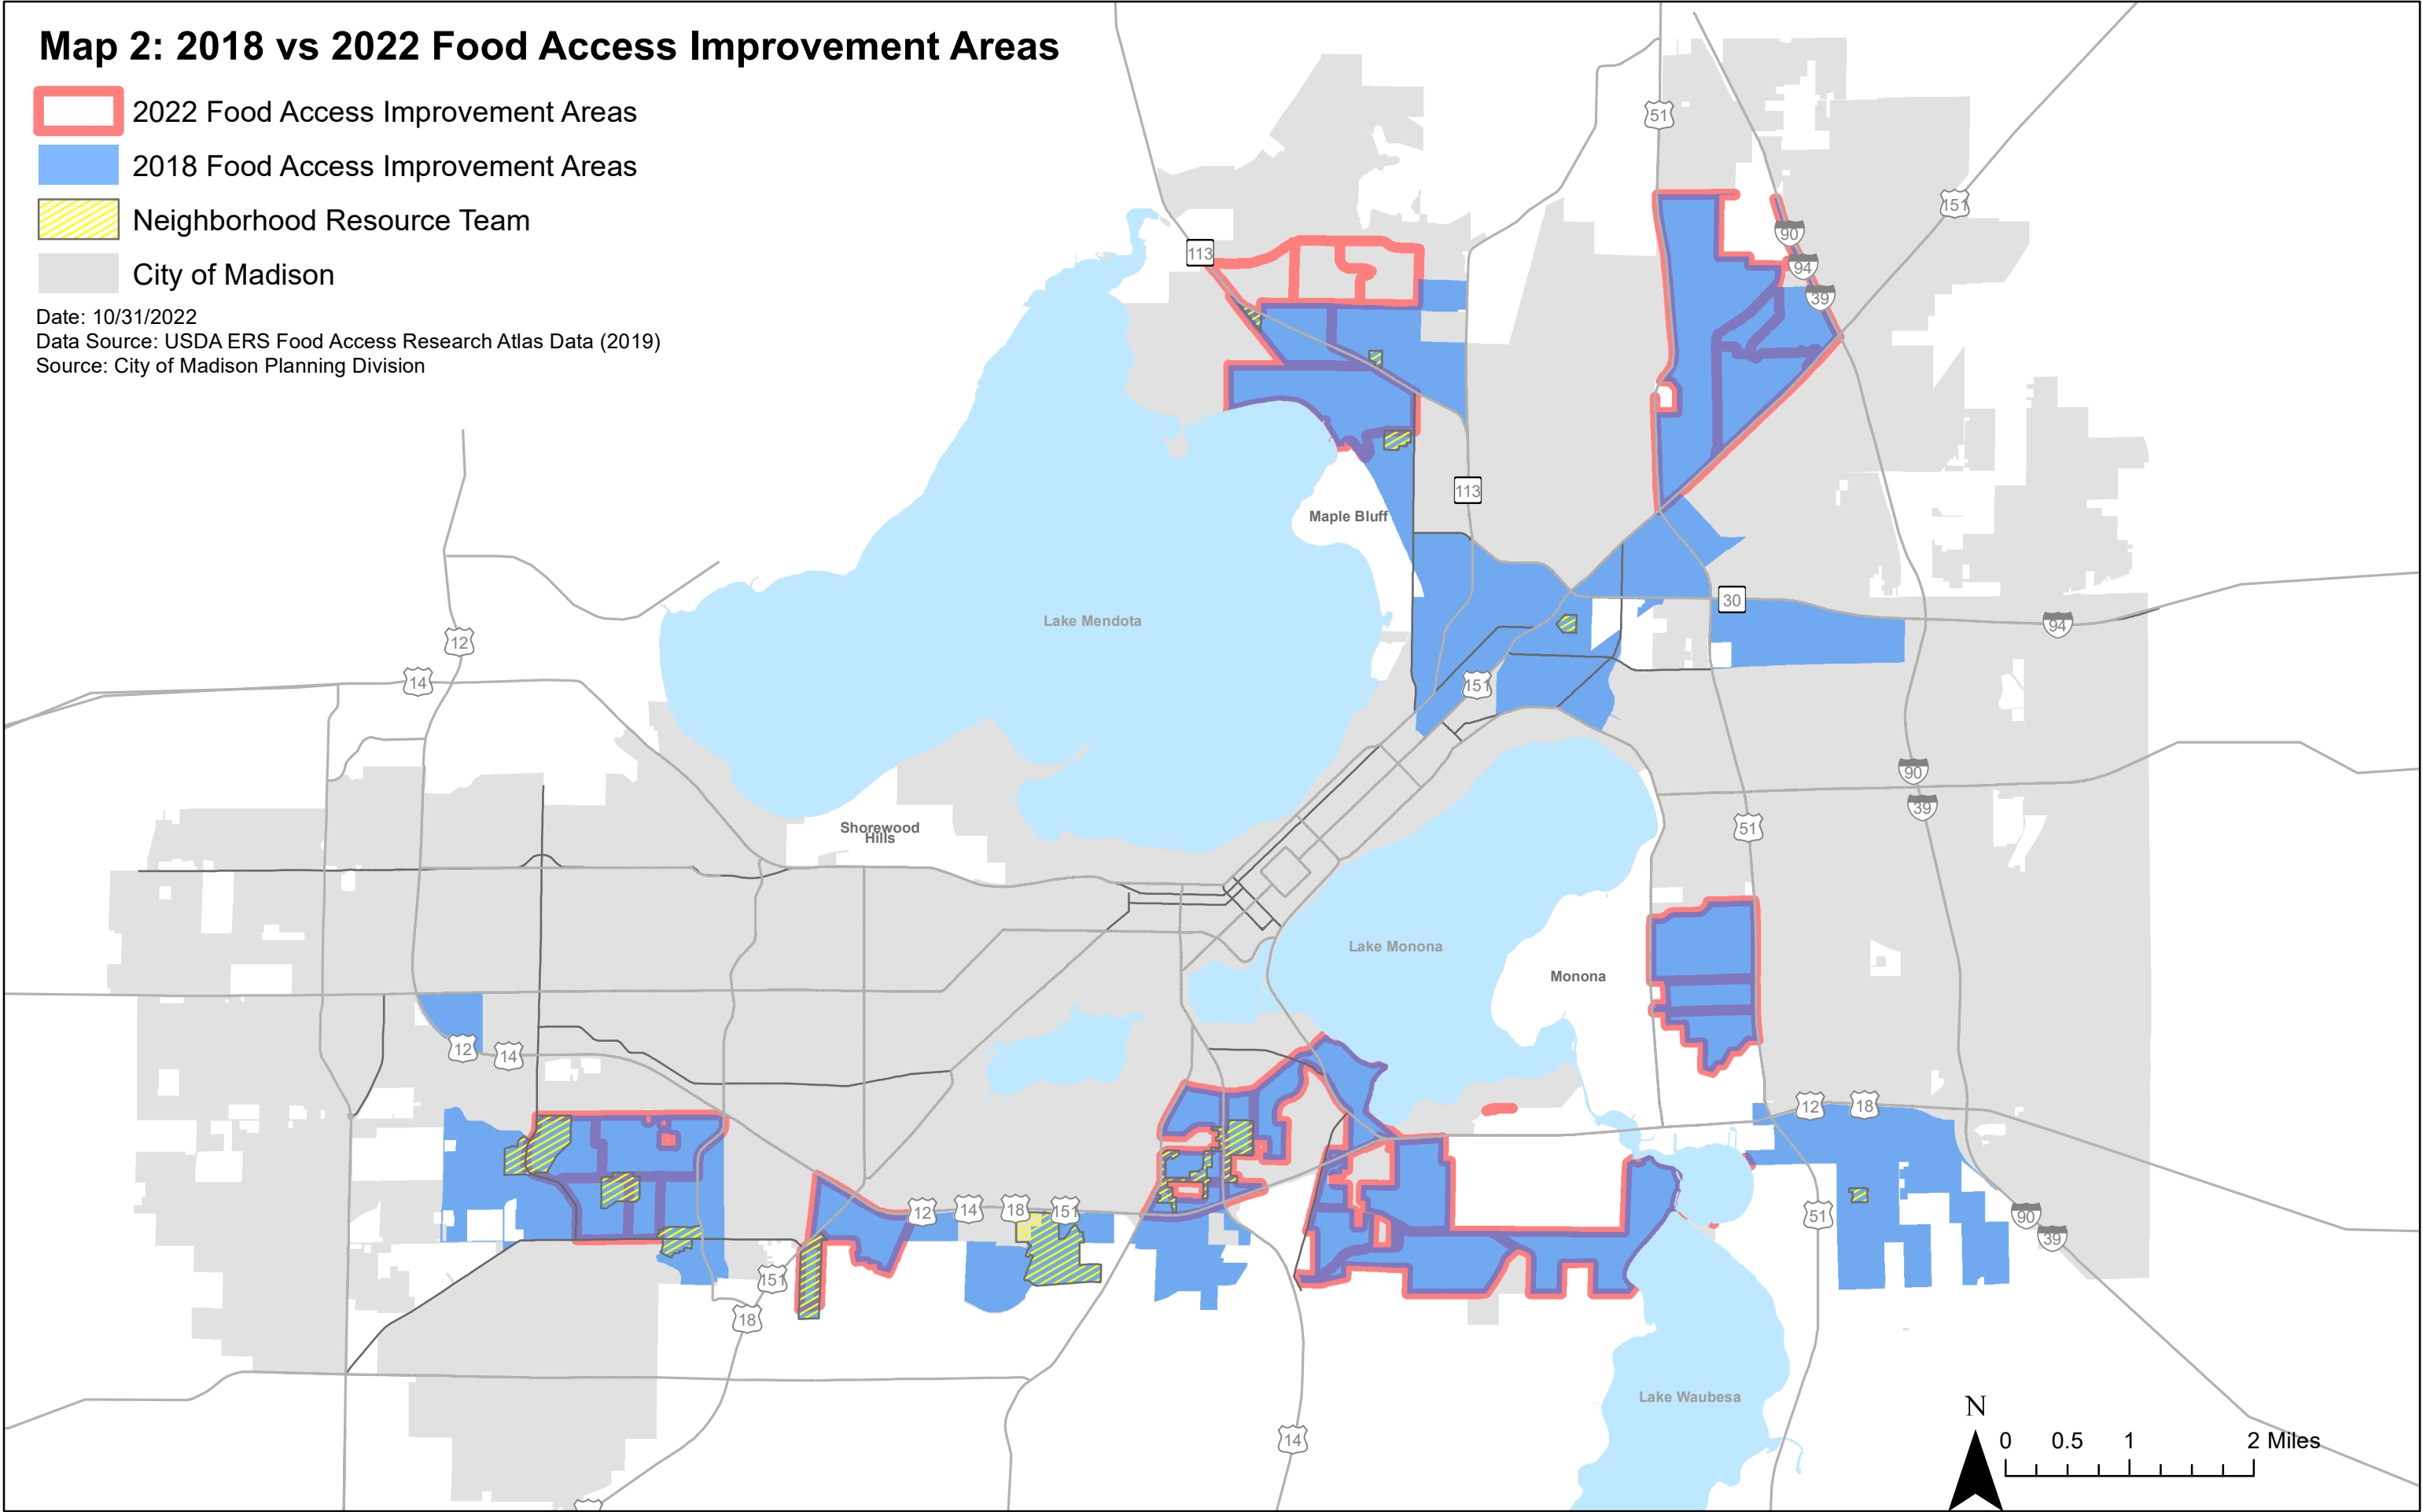 Map 2: 2018 vs 2022 Food Access Improvement Areas
2022 Food Access Improvement Areas
2018 Food Access Improvement Areas
Neighborhood Resource Team
City of Madison
Date: 10/31/2022
Data Source: USDA ERS Food Access Research Atlas Data (2019)
Source: City of Madison Planning Division
51
151
90
113
94
39
113
Maple Bluff
30
Lake Mendota
94
12
14
151
90
39
Shorewood
Hills
51
Lake Monona
Monona
12
14
12
18
12
14
18
151
51
90
39
151
18
Lake Waubesa
14
N
0 0.5 1 2 Miles